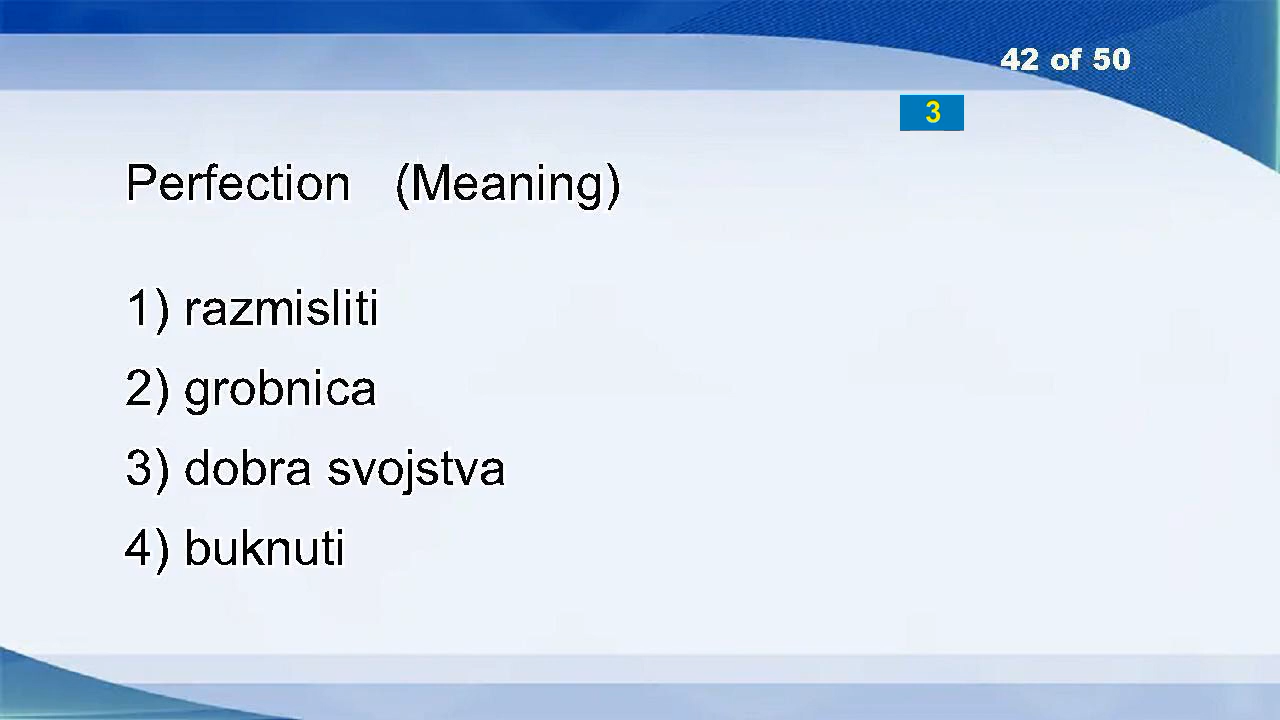 42 of 50
3
Perfection (Meaning)
1) razmisliti
2) grobnica
3) dobra svojstva
4) buknuti